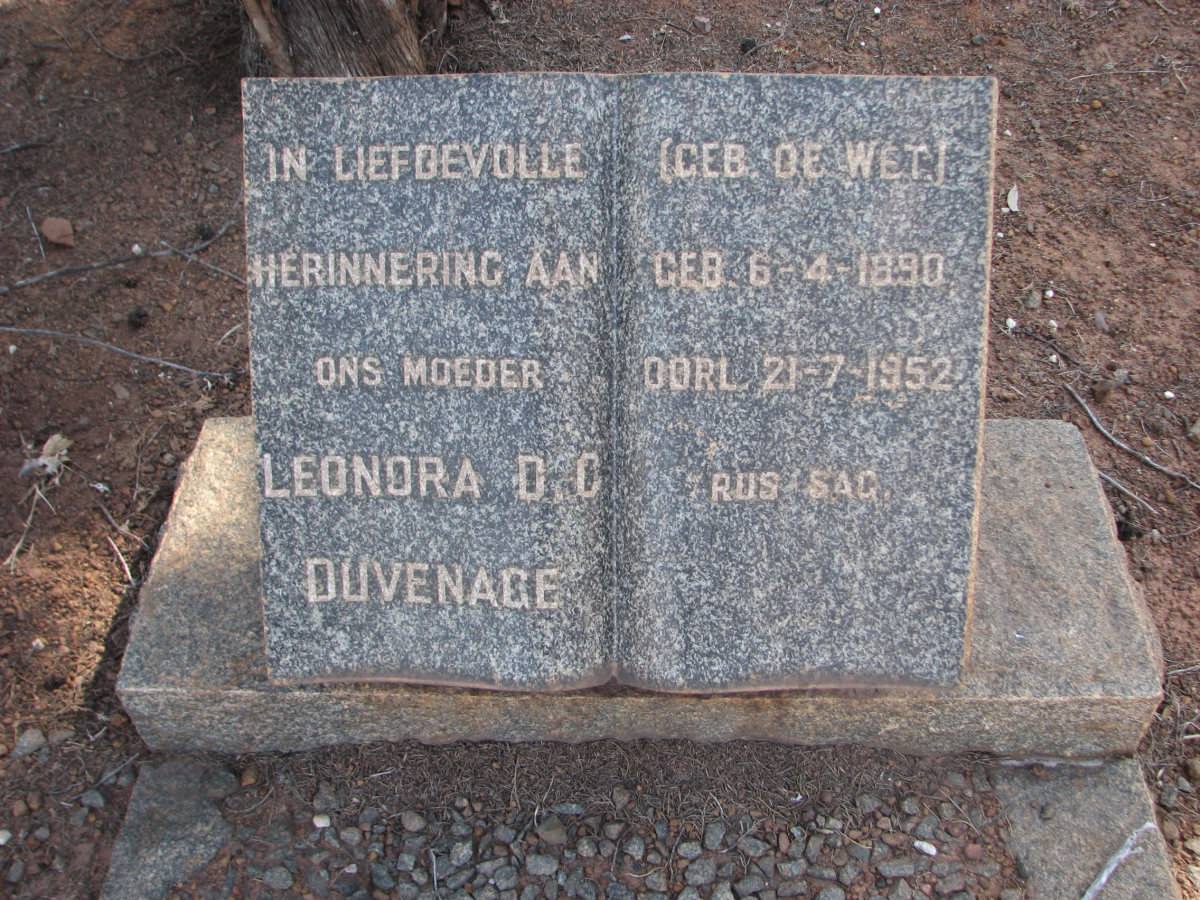 IN LIEFDEVOLLE
HERINNERING AAN
ONS MOEDER
LEONORA D.C
DUVENAGE
(GEB. DE WET.)
GEB. 6-4-1890
OORL. 21-7-1952
RUS SAG.